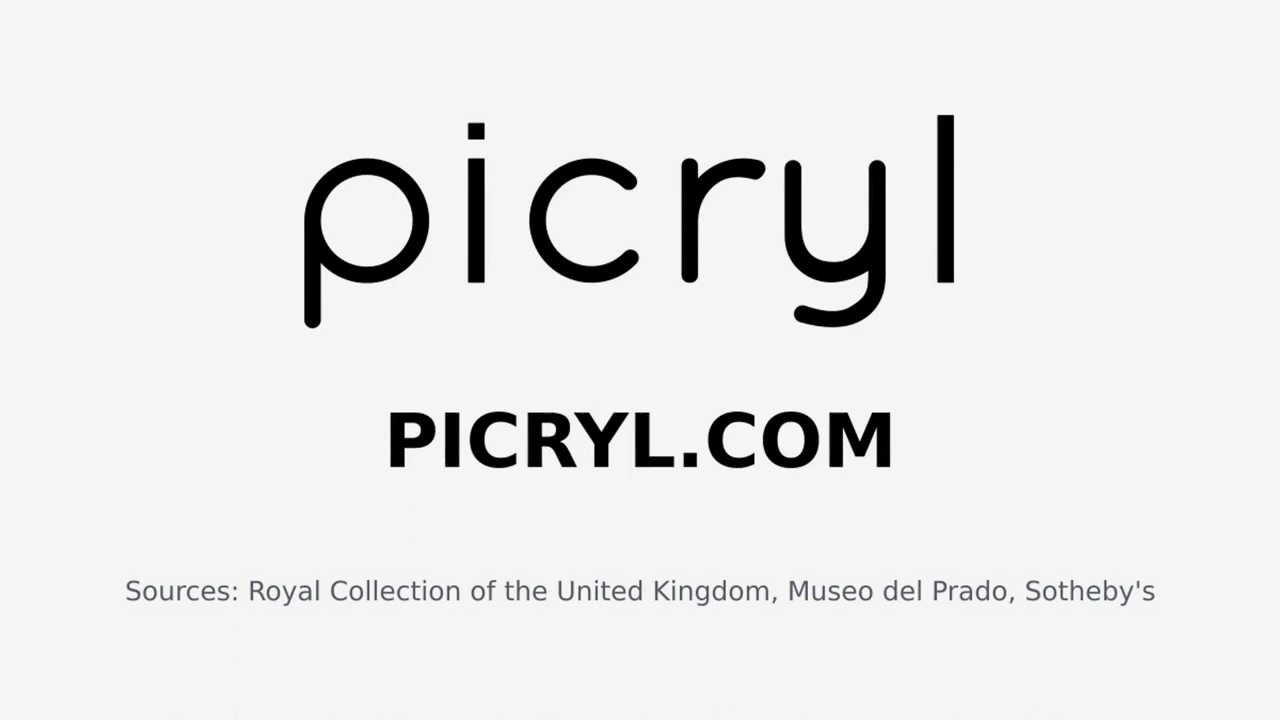 picryl
PICRYL.COM
Sources: Royal Collection of the United Kingdom, Museo del Prado, Sotheby's